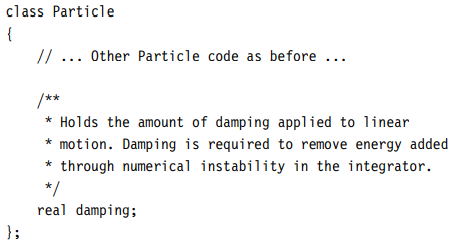 class Particle
{
    // ... Other Particle code as before ...

    /**
     * Holds the amount of damping applied to linear
     * motion. Damping is required to remove energy added
     * through numerical instability in the integrator.
     */
    real damping;
};